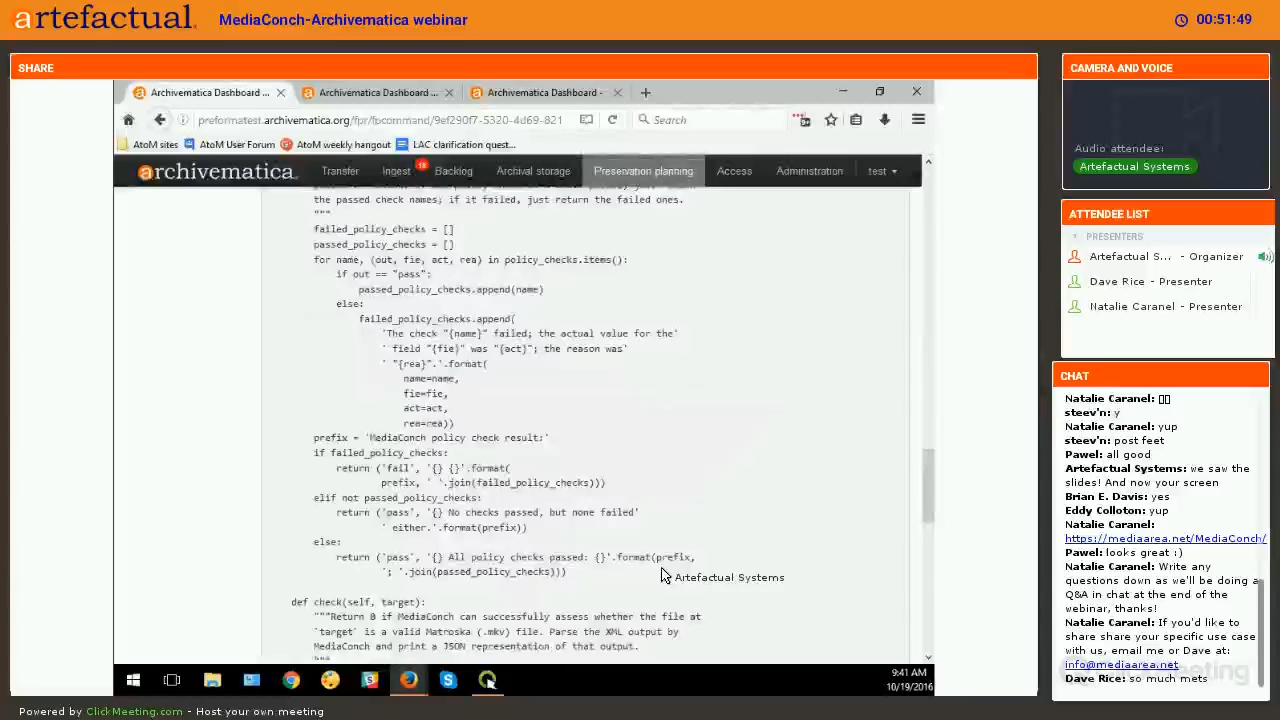 artefactual.
MediaConch-Archivematica webinar
00:51:49
SHARE
Archivematica Dashboard ...
Archivematica Dashboard ...
Archivematica Dashboard -
preformatest.archivematica.org/fpr/fpcommand/9ef290f7-5320-4d69-821
Search
AtoM sites
AtoM User Forum
AtoM weekly hangout
LAC clarification quest...
archivematica
Transfer
Ingest
18
Backlog
Archival storage
Preservation planning
Access
Administration
test
the passed check names; if it failed, just return the failed ones.
"""
failed_policy_checks = []
passed_policy_checks = []
for name, (out, fie, act, rea) in policy_checks.items():
if out == "pass":
passed_policy_checks.append(name)
else:
failed_policy_checks.append(
'The check "{name}" failed; the actual value for the'
' field "{fie}" was "{act}"; the reason was'
' "{rea}".'.format(
name=name,
fie=fie,
act=act,
rea=rea))
prefix = 'MediaConch policy check result:'
if failed_policy_checks:
return ('fail', '{} {}'.format(
prefix, ' '.join(failed_policy_checks)))
elif not passed_policy_checks:
return ('pass', '{} No checks passed, but none failed'
' either.'.format(prefix))
else:
return ('pass', '{} All policy checks passed: {}'.format(prefix,
'; '.join(passed_policy_checks)))
Artefactual Systems
def check(self, target):
"""Return 0 if MediaConch can successfully assess whether the file at
`target` is a valid Matroska (.mkv) file. Parse the XML output by
MediaConch and print a JSON representation of that output.
"""
9:41 AM
10/19/2016
CAMERA AND VOICE
Audio attendee:
Artefactual Systems
ATTENDEE LIST
PRESENTERS
Artefactual S... - Organizer
Dave Rice - Presenter
Natalie Caranel - Presenter
CHAT
Natalie Caranel:
steev'n: y
Natalie Caranel: yup
steev'n: post feet
Pawel: all good
Artefactual Systems: we saw the
slides! And now your screen
Brian E. Davis: yes
Eddy Colloton: yup
Natalie Caranel:
https://mediaarea.net/MediaConch/
Pawel: looks great :)
Natalie Caranel: Write any
questions down as we'll be doing a
Q&A in chat at the end of the
webinar, thanks!
Natalie Caranel: If you'd like to
share share your specific use case
with us, email me or Dave at:
info@mediaarea.net
Dave Rice: so much mets
clickmeeting
Powered by ClickMeeting.com - Host your own meeting